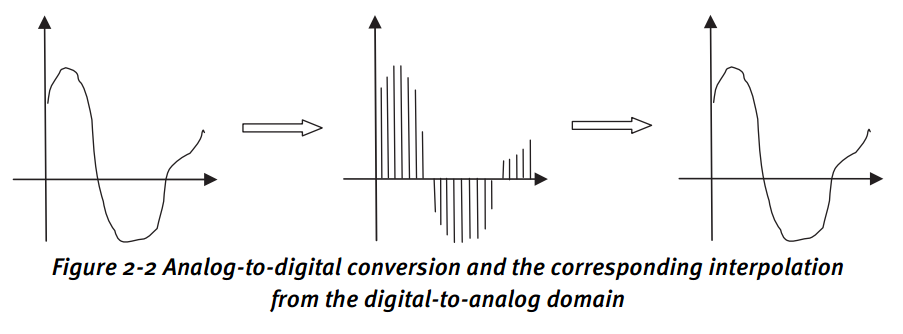 Figure 2-2 Analog-to-digital conversion and the corresponding interpolation
from the digital-to-analog domain